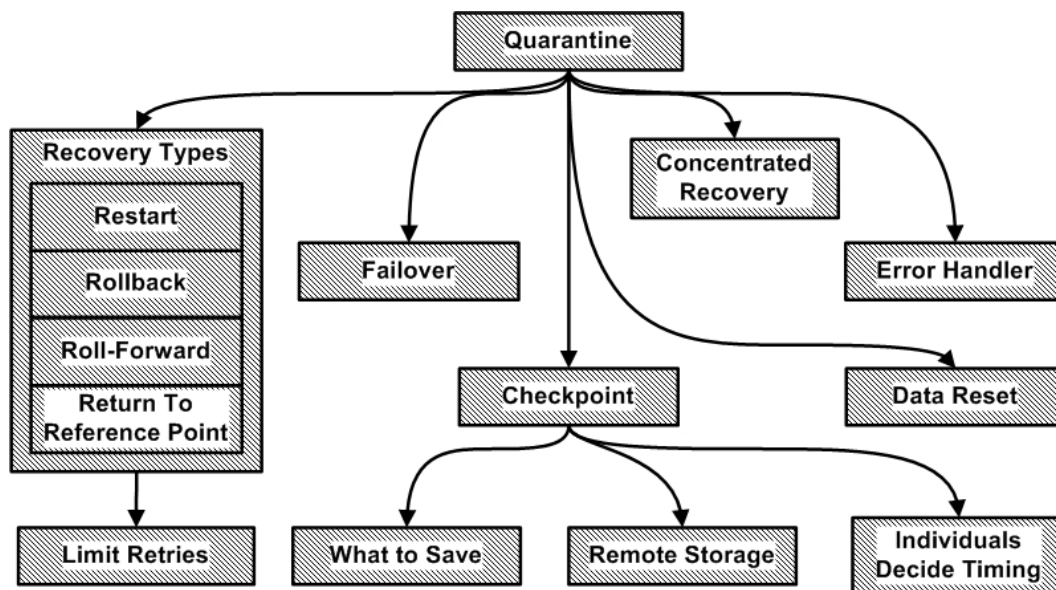 Quarantine
Recovery Types
Restart
Rollback
Roll-Forward
Return To
Reference Point
Limit Retries
Failover
Concentrated
Recovery
Error Handler
Checkpoint
Data Reset
What to Save
Remote Storage
Individuals
Decide Timing